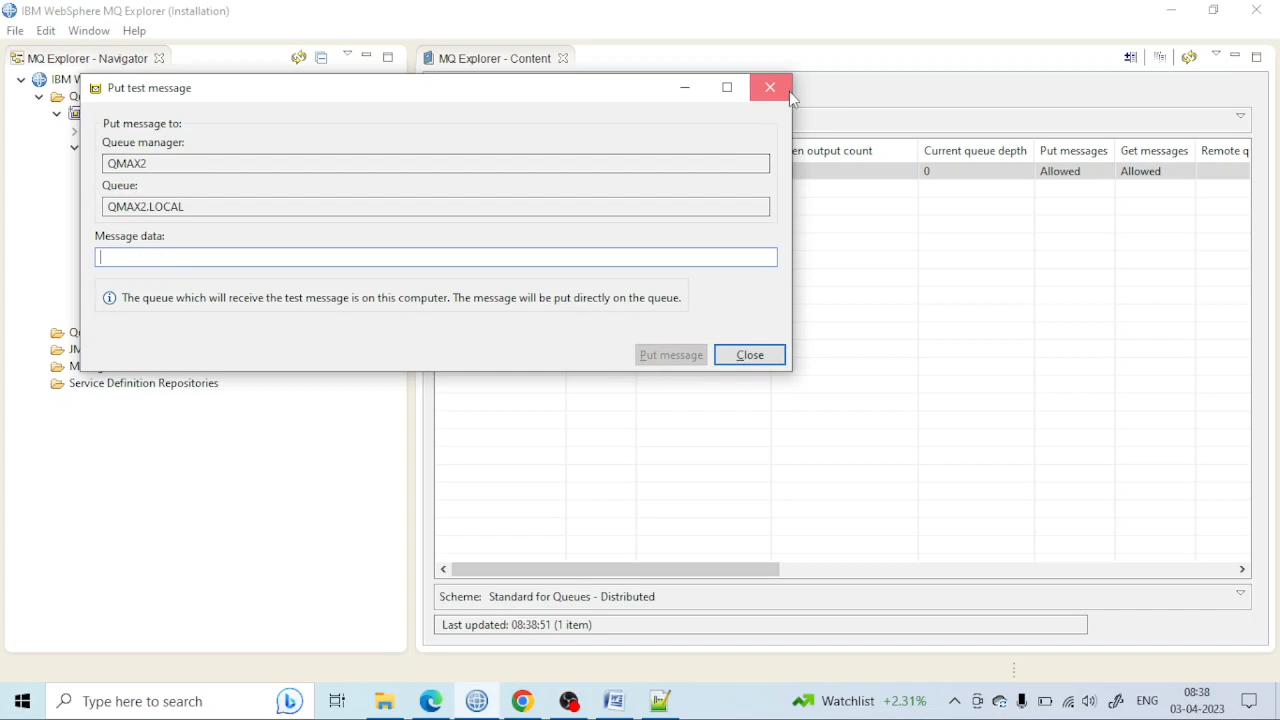 IBM WebSphere MQ Explorer (Installation)
File Edit Window Help
MQ Explorer - Navigator
MQ Explorer - Content
IBM W
Put test message
Put message to:
Queue manager:
QMAX2
Queue:
QMAX2.LOCAL
Message data:
The queue which will receive the test message is on this computer. The message will be put directly on the queue.
Put message Close
en output count Current queue depth Put messages Get messages Remote q
0 Allowed Allowed
Service Definition Repositories
Scheme: Standard for Queues - Distributed
Last updated: 08:38:51 (1 item)
Type here to search
Watchlist +2.31%
ENG
08:38
03-04-2023